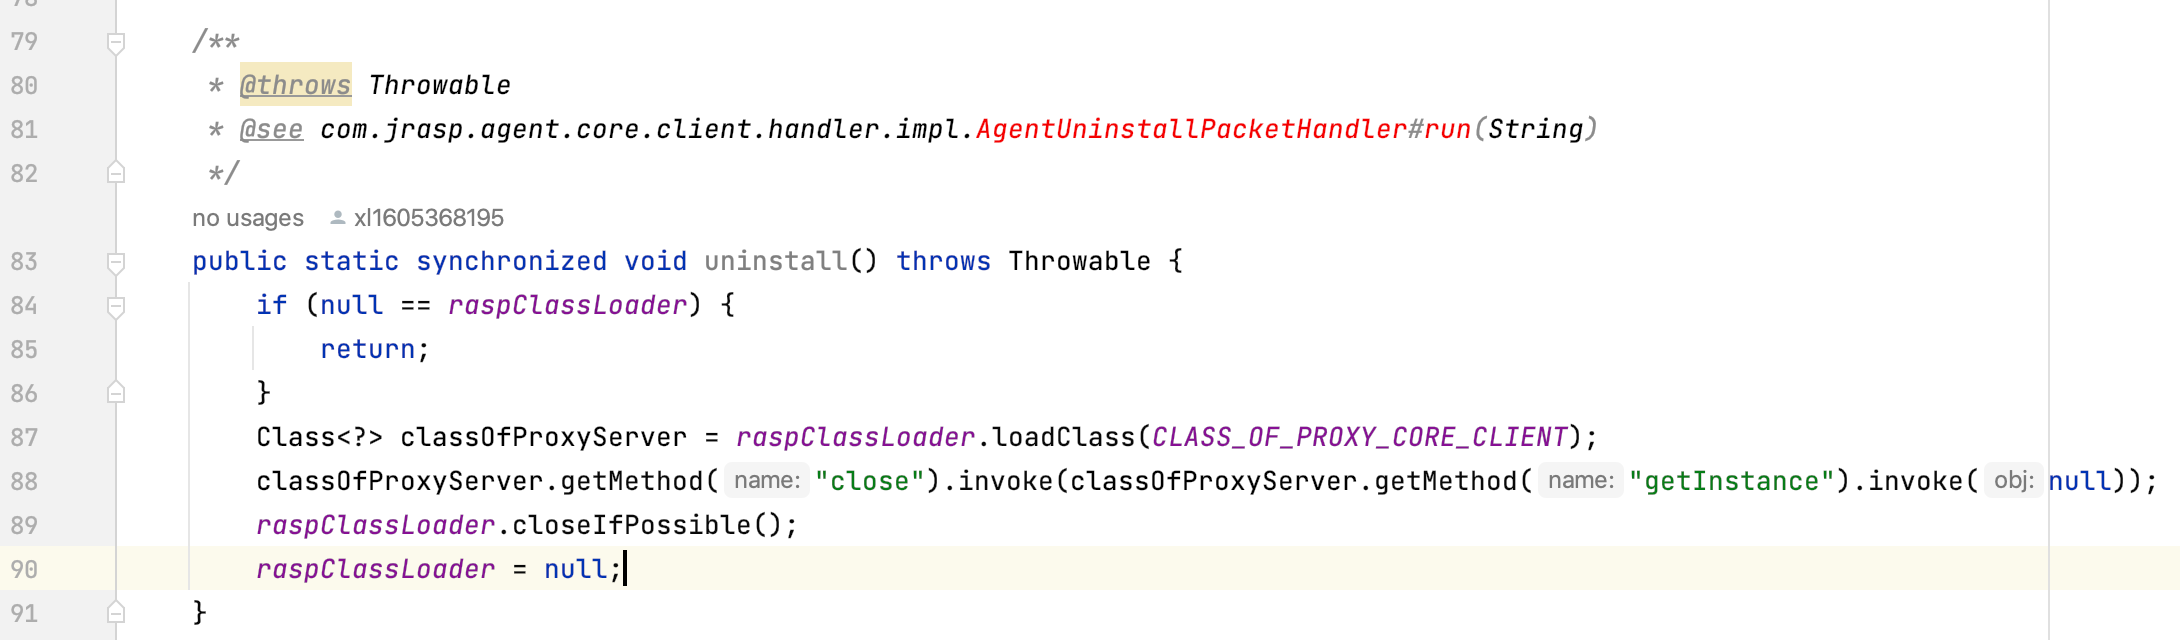 79 /**
80 * @throws Throwable
81 * @see com.jrasp.agent.core.client.handler.impl.AgentUninstallPacketHandler#run(String)
82 */
no usages xl1605368195
83 public static synchronized void uninstall() throws Throwable {
84 if (null == raspClassLoader) {
85 return;
86 }
87 Class<?> classOfProxyServer = raspClassLoader.loadClass(CLASS_OF_PROXY_CORE_CLIENT);
88 classOfProxyServer.getMethod( name: "close").invoke(classOfProxyServer.getMethod( name: "getInstance").invoke( obj: null));
89 raspClassLoader.closeIfPossible();
90 raspClassLoader = null;
91 }